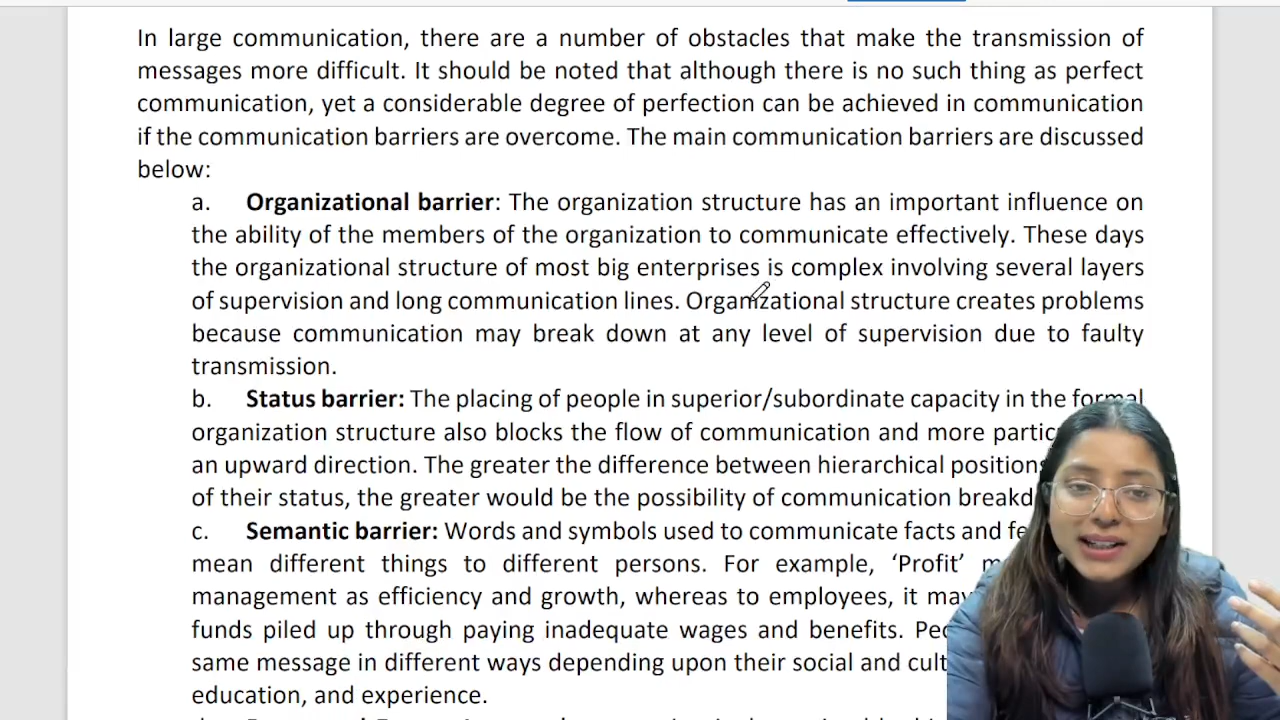 In large communication, there are a number of obstacles that make the transmission of
messages more difficult. It should be noted that although there is no such thing as perfect
communication, yet a considerable degree of perfection can be achieved in communication
if the communication barriers are overcome. The main communication barriers are discussed
below:
a. Organizational barrier: The organization structure has an important influence on
the ability of the members of the organization to communicate effectively. These days
the organizational structure of most big enterprises is complex involving several layers
of supervision and long communication lines. Organizational structure creates problems
because communication may break down at any level of supervision due to faulty
transmission.
b. Status barrier: The placing of people in superior/subordinate capacity in the formal
organization structure also blocks the flow of communication and more
an upward direction. The greater the difference between hierarchical
of their status, the greater would be the possibility of communication
c. Semantic barrier: Words and symbols used to communicate facts and
mean different things to different persons. For example, ‘Profit’
management as efficiency and growth, whereas to employees, it may
funds piled up through paying inadequate wages and benefits.
same message in different ways depending upon their social and
education, and experience.